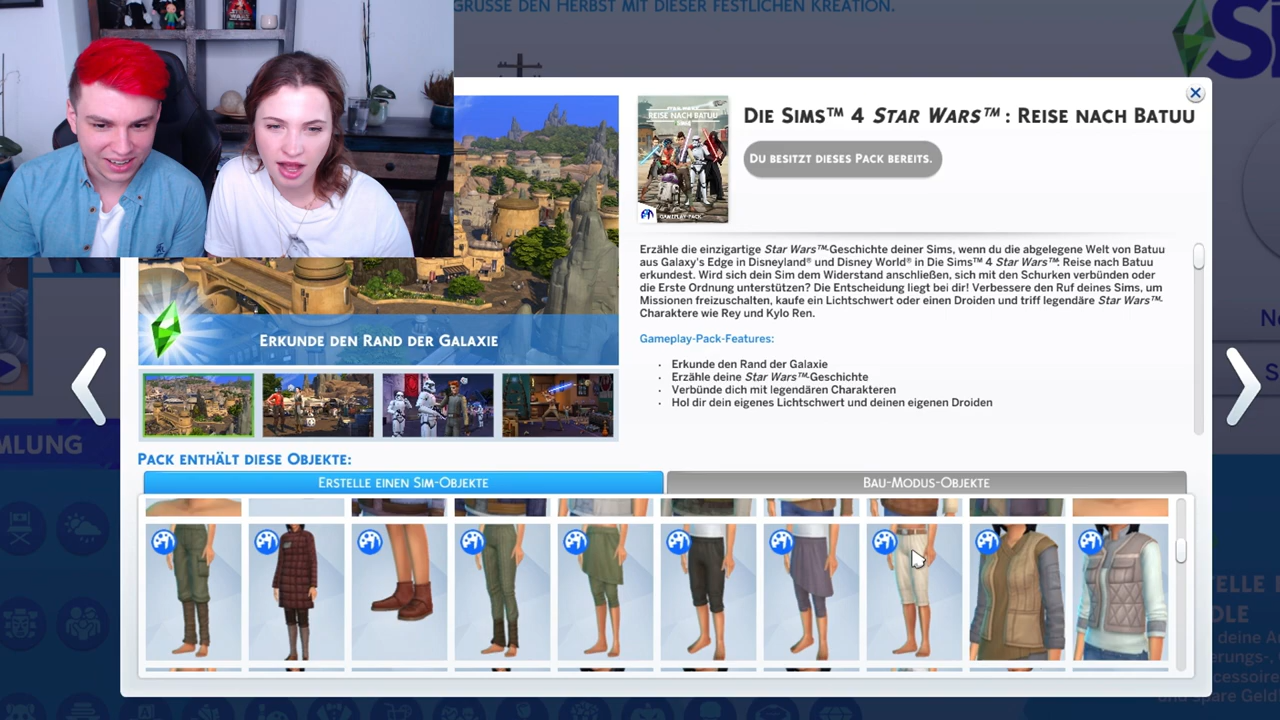 GRÜSSE DEN HERBST MIT DIESER FESTLICHEN KREATION.
DIE SIMS™ 4 STAR WARS™ : REISE NACH BATUU
DU BESITZT DIESES PACK BEREITS.
REISE NACH BATUU
GAMEPLAY-PACK
Erzähle die einzigartige Star Wars™-Geschichte deiner Sims, wenn du die abgelegene Welt von Batuu
aus Galaxy's Edge in Disneyland® und Disney World® in Die Sims™ 4 Star Wars™: Reise nach Batuu
erkundest. Wird sich dein Sim dem Widerstand anschließen, sich mit den Schurken verbünden oder
die Erste Ordnung unterstützen? Die Entscheidung liegt bei dir! Verbessere den Ruf deines Sims, um
Missionen freizuschalten, kaufe ein Lichtschwert oder einen Droiden und triff legendäre Star Wars™-
Charaktere wie Rey und Kylo Ren.
Gameplay-Pack-Features:
· Erkunde den Rand der Galaxie
· Erzähle deine Star Wars™-Geschichte
· Verbünde dich mit legendären Charakteren
· Hol dir dein eigenes Lichtschwert und deinen eigenen Droiden
ERKUNDE DEN RAND DER GALAXIE
MLUNG
PACK ENTHÄLT DIESE OBJEKTE:
ERSTELLE EINEN SIM-OBJEKTE
BAU-MODUS-OBJEKTE